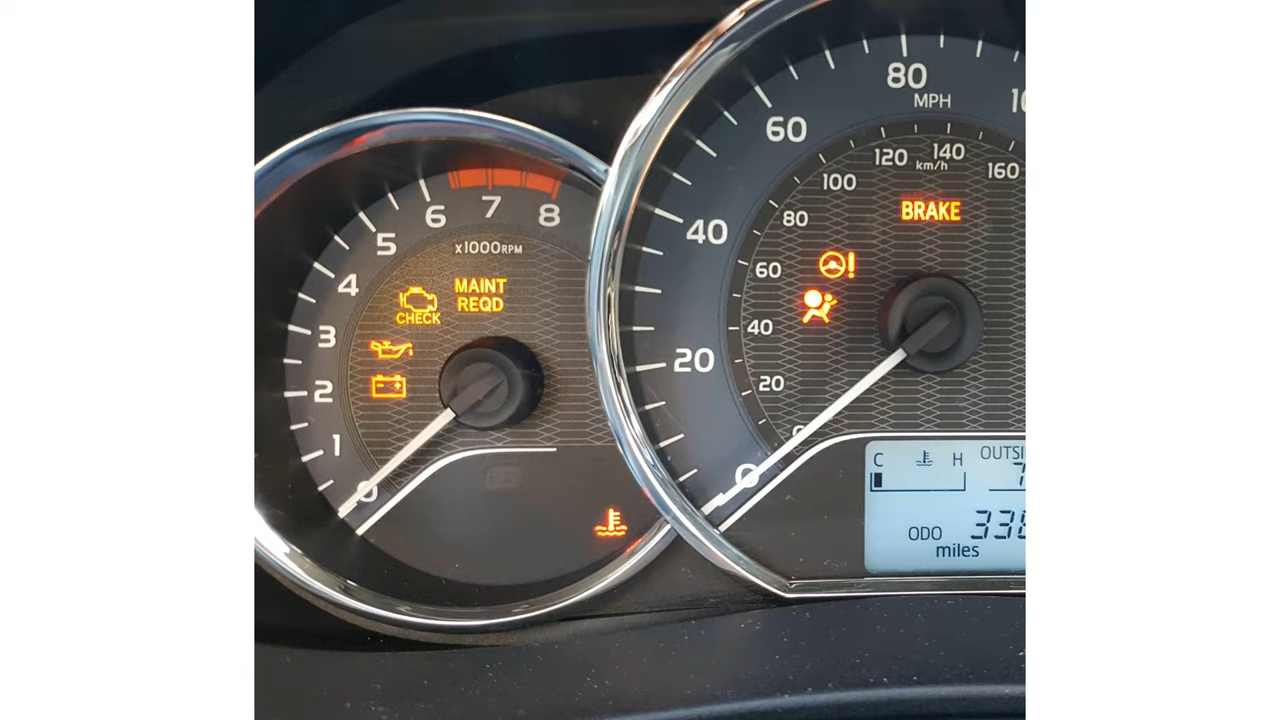 8
7
6
5
4
3
2
1
0
x1000RPM
MAINT
REQD
CHECK
80
MPH
60
40
20
0
160
140
120
km/h
100
80
60
40
20
BRAKE
C H
OUTSI
ODO
miles